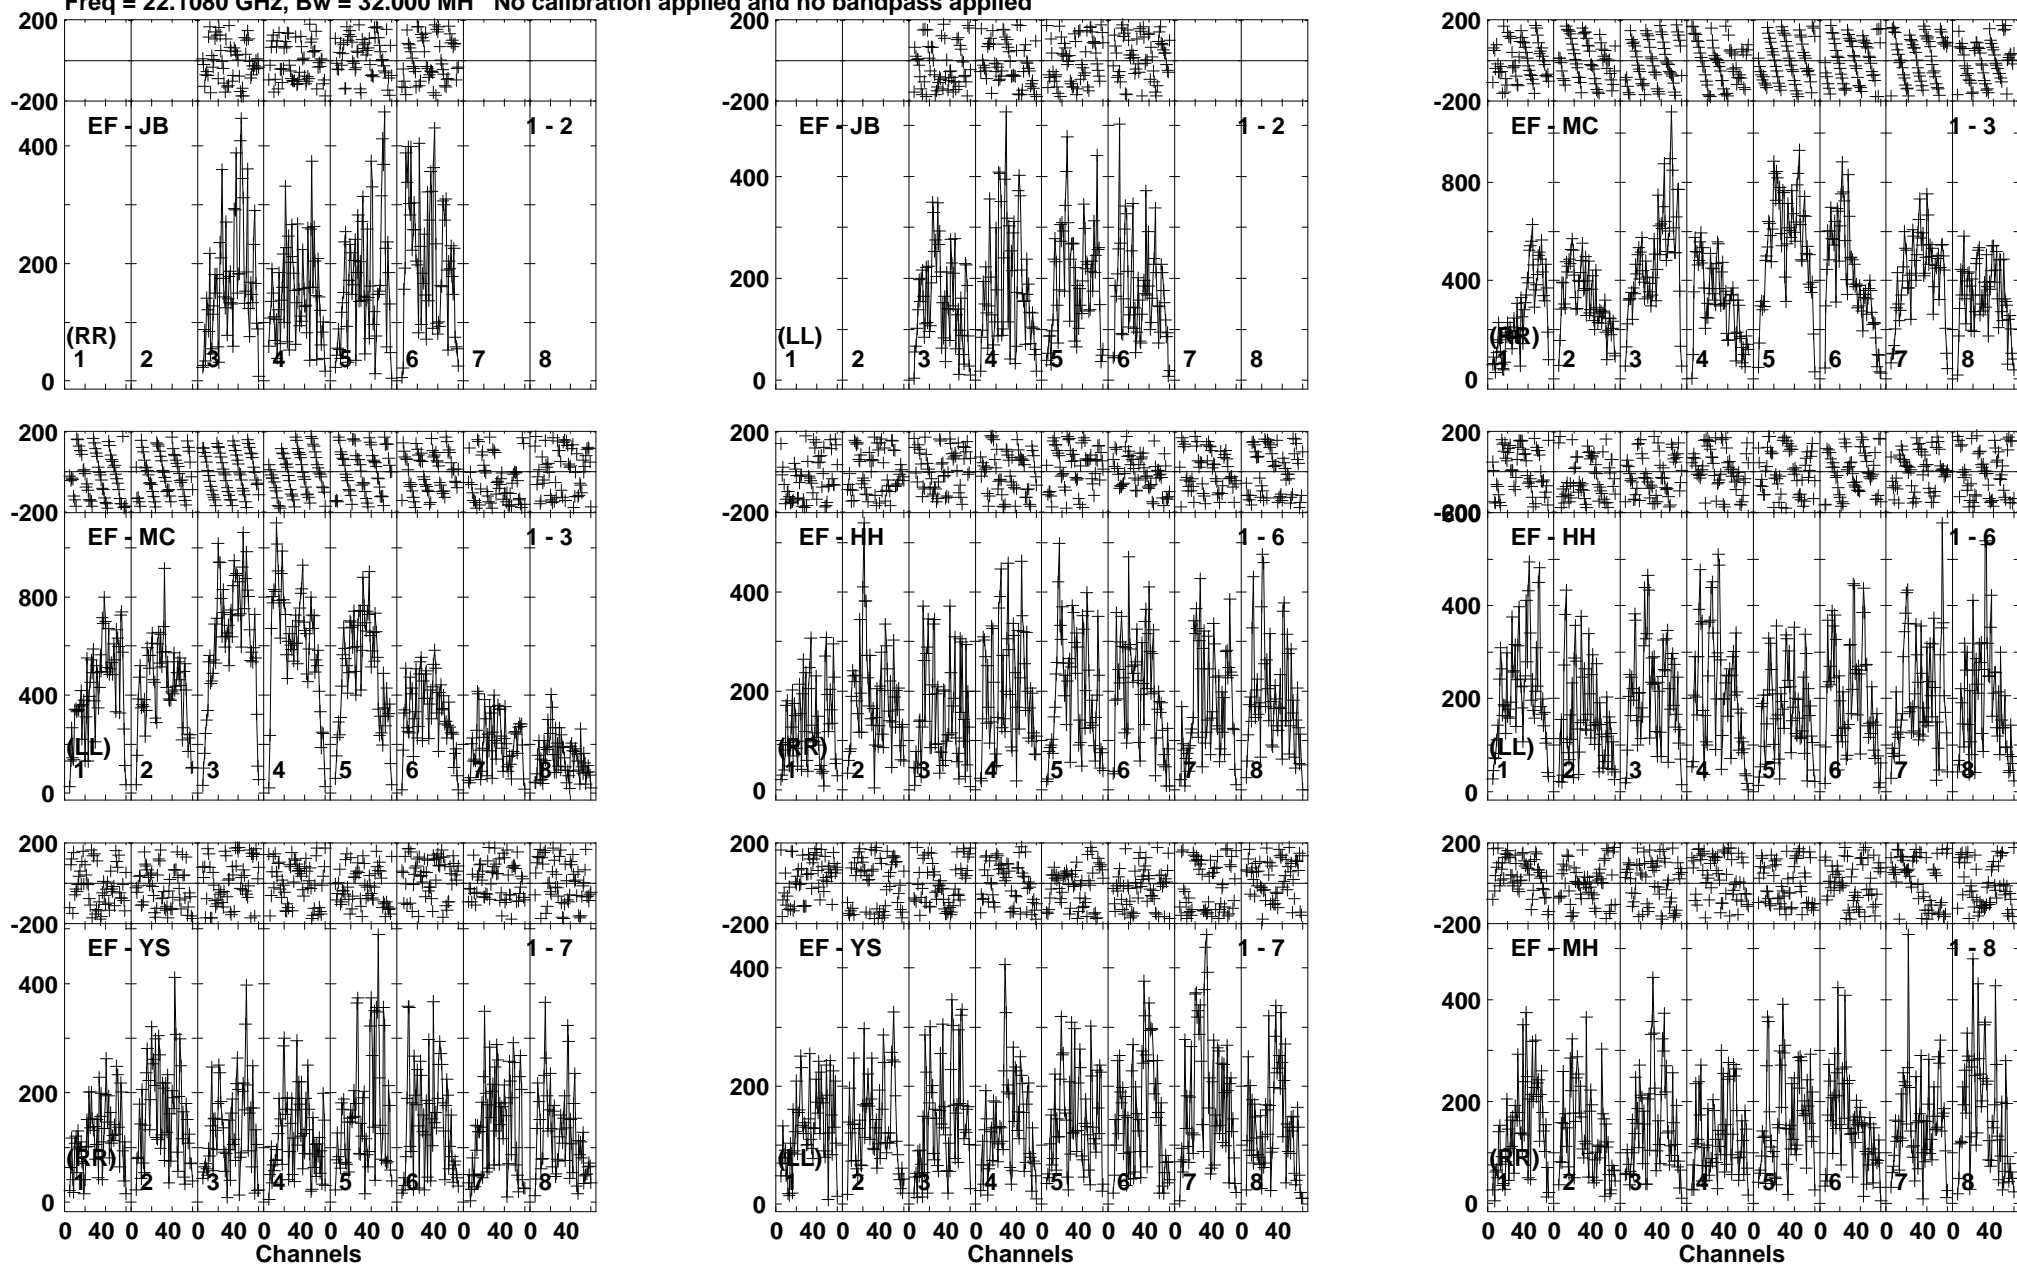 Freq = 22.1080 GHz, Bw = 32.000 MH No calibration applied and no bandpass applied
200 200 200
-200 -200 -200
EF - JB 1 - 2 EF - JB 1 - 2 EF - MC 1 - 3
400 400 800
200 200 400
(RR) (LL) (RR)
1 2 3 4 5 6 7 8 1 2 3 4 5 6 7 8 1 2 3 4 5 6 7 8
0 0 0
200 200 200
-200 -200 -200
EF - MC 1 - 3 EF - HH 1 - 6 EF - HH 1 - 6
800 400 600
400 200 400
200
(LL) (RR) (LL)
1 2 3 4 5 6 7 8 1 2 3 4 5 6 7 8 1 2 3 4 5 6 7 8
0 0 0
200 200 200
-200 -200 -200
EF - YS 1 - 7 EF - YS 1 - 7 EF - MH 1 - 8
400 400 400
200 200 200
(RR) (LL) (RR)
1 2 3 4 5 6 7 8 1 2 3 4 5 6 7 8 1 2 3 4 5 6 7 8
0 0 0
0 40 0 40 0 40 0 40 0 40 0 40 0 40 0 40 0 40 0 40 0 40 0 40 0 40 0 40 0 40 0 40 0 40 0 40 0 40 0 40 0 40 0 40 0 40 0 40
Channels Channels Channels